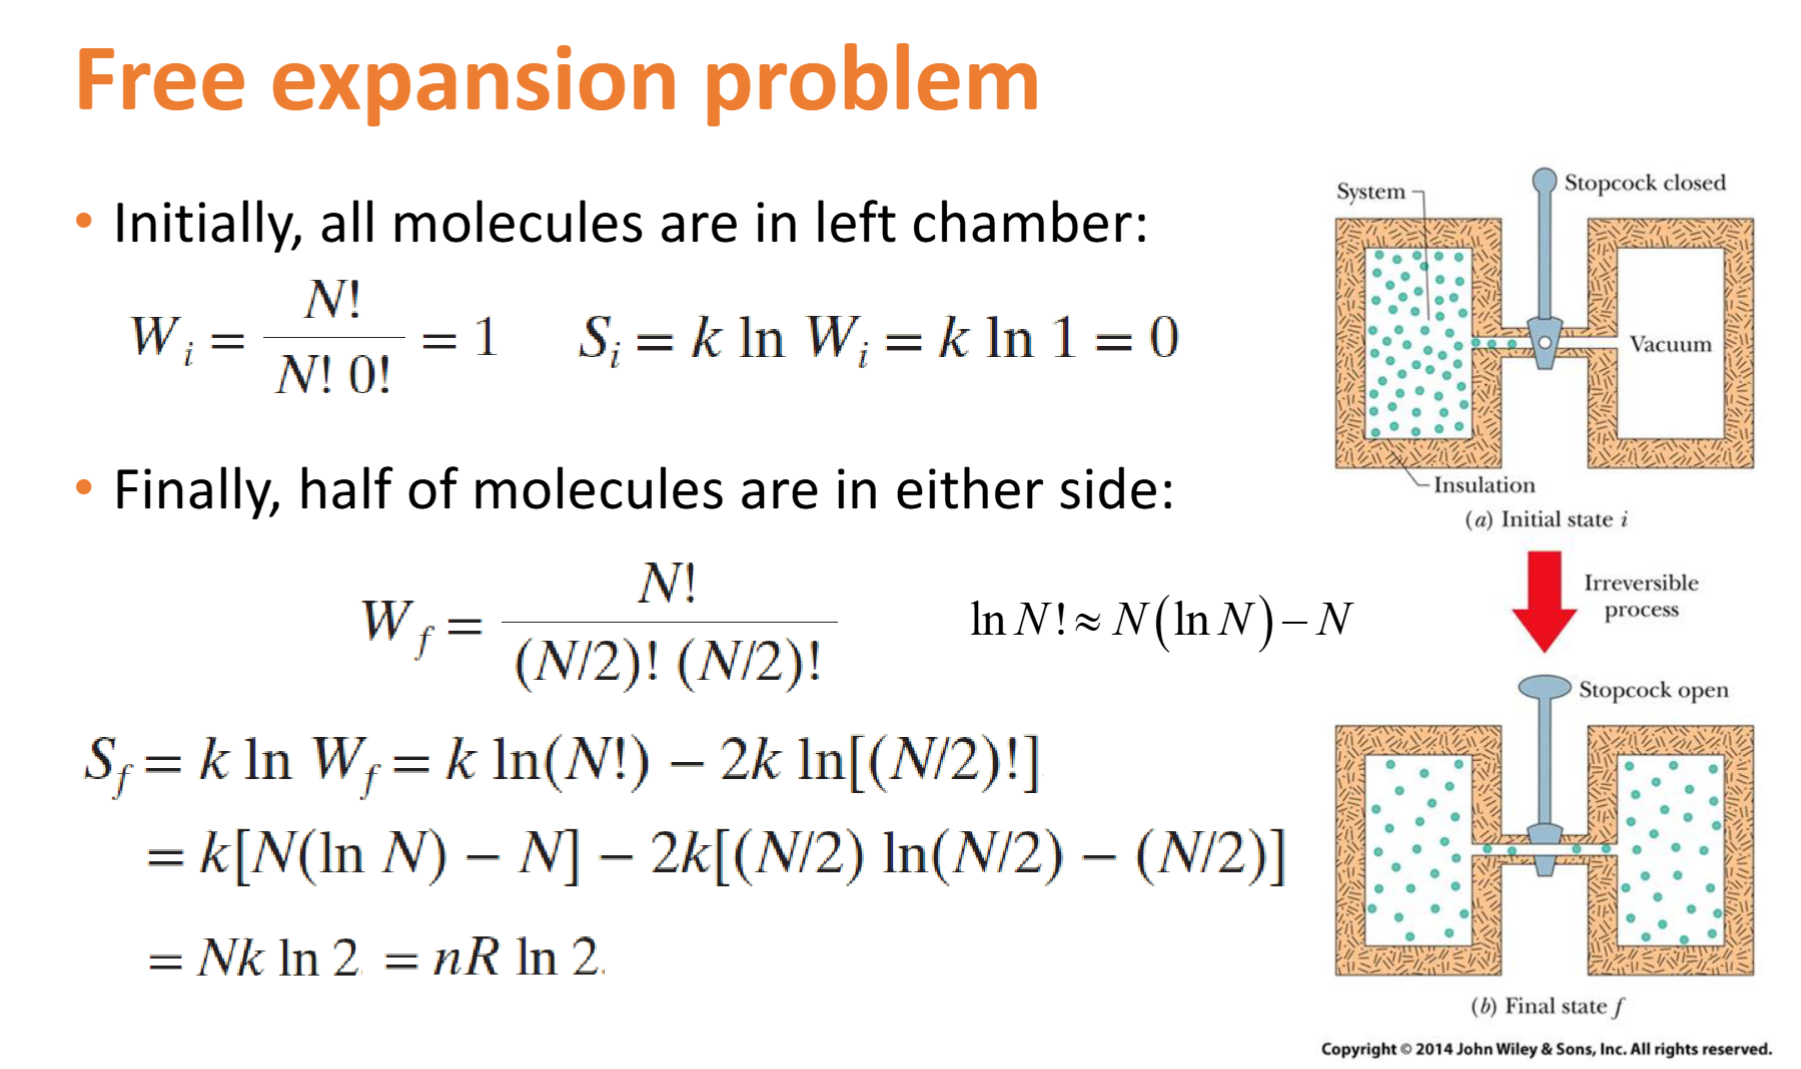 Free expansion problem
• Initially, all molecules are in left chamber:
W_i = N! / (N! 0!) = 1    S_i = k ln W_i = k ln 1 = 0
• Finally, half of molecules are in either side:
W_f = N! / ((N/2)! (N/2)!)    ln N! ≈ N(ln N) − N
S_f = k ln W_f = k ln(N!) − 2k ln[(N/2)!]
= k[N(ln N) − N] − 2k[(N/2) ln(N/2) − (N/2)]
= Nk ln 2. = nR ln 2.
System
Stopcock closed
Vacuum
Insulation
(a) Initial state i
Irreversible
process
Stopcock open
(b) Final state f
Copyright © 2014 John Wiley & Sons, Inc. All rights reserved.